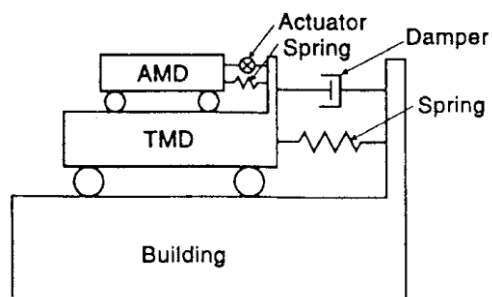 Actuator
Spring
Damper
AMD
Spring
TMD
Building